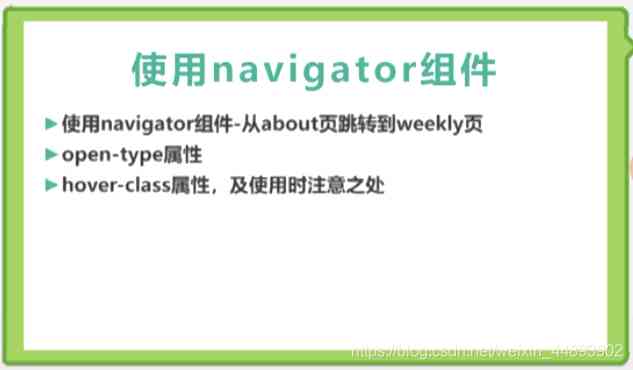 使用navigator组件
使用navigator组件-从about页跳转到weekly页
open-type属性
hover-class属性，及使用时注意之处
https://blog.csdn.net/weixin_44893902